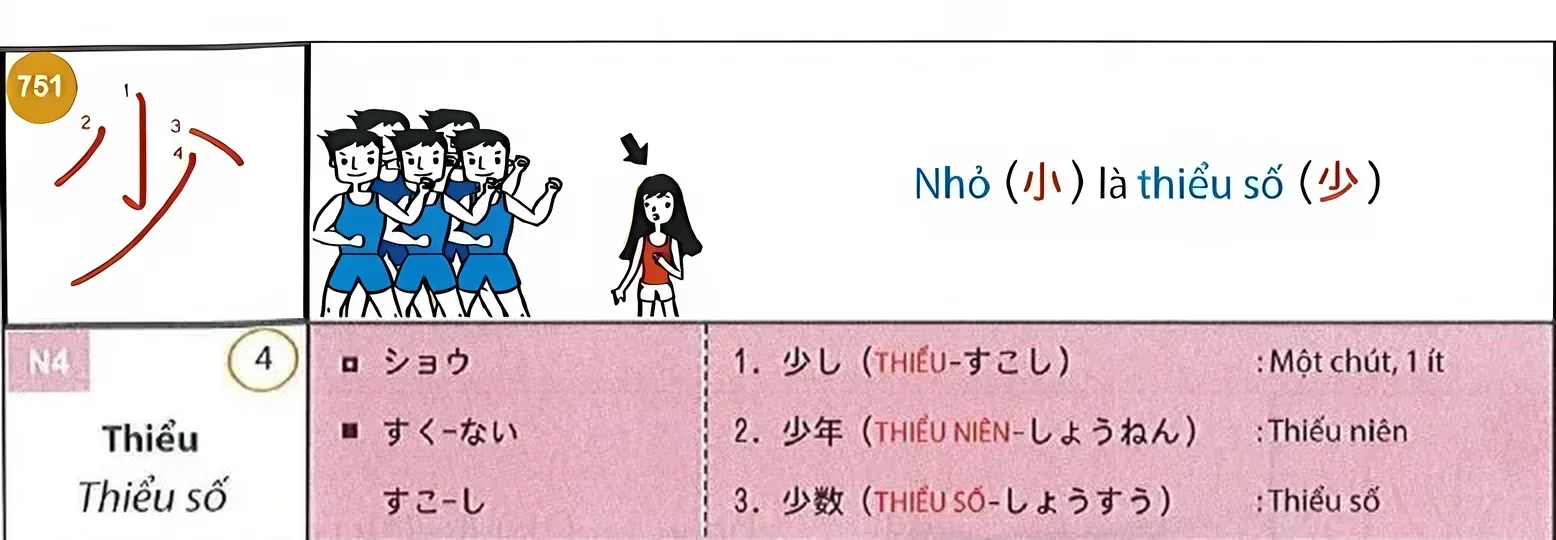 751
1
2
3
4
Nhỏ (小) là thiểu số (少)
N4
4
Thiểu
Thiểu số
ショウ
すく-ない
すこ-し
1. 少し (THIỂU-すこし) : Một chút, 1 ít
2. 少年 (THIẾU NIÊN-しょうねん) : Thiếu niên
3. 少数 (THIỂU SỐ-しょうすう) : Thiểu số